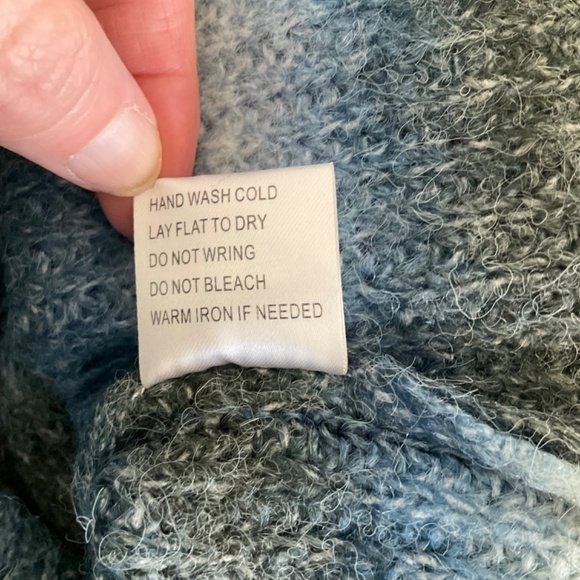 HAND WASH COLD
LAY FLAT TO DRY
DO NOT WRING
DO NOT BLEACH
WARM IRON IF NEEDED